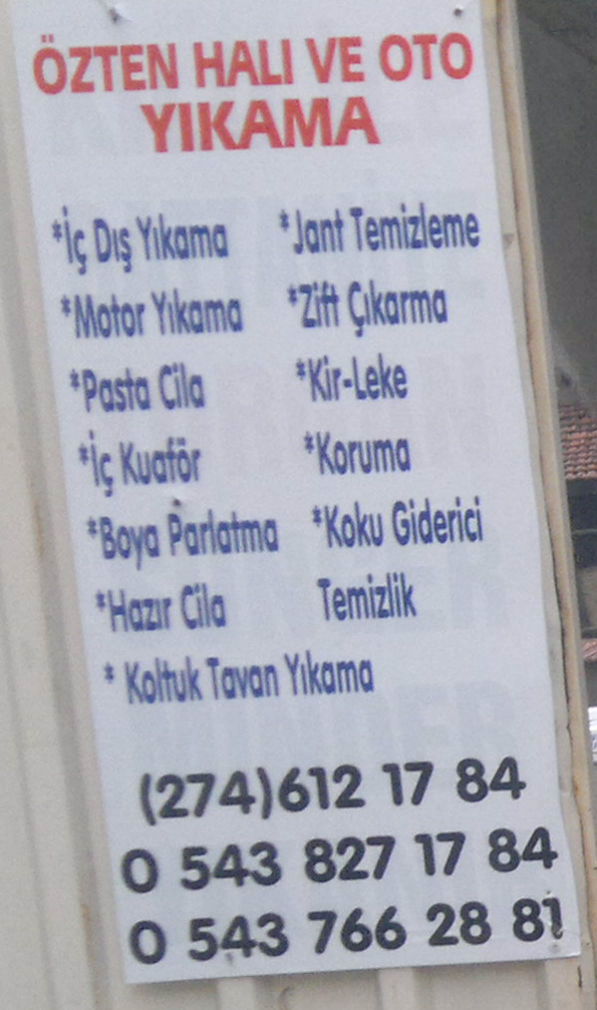 ÖZTEN HALI VE OTO
YIKAMA
*İç Dış Yıkama
*Motor Yıkama
*Pasta Cila
*İç Kuaför
*Boya Parlatma
*Hazır Cila
* Koltuk Tavan Yıkama
*Jant Temizleme
*Zift Çıkarma
*Kir-Leke
*Koruma
*Koku Giderici
Temizlik
(274)612 17 84
0 543 827 17 84
0 543 766 28 81